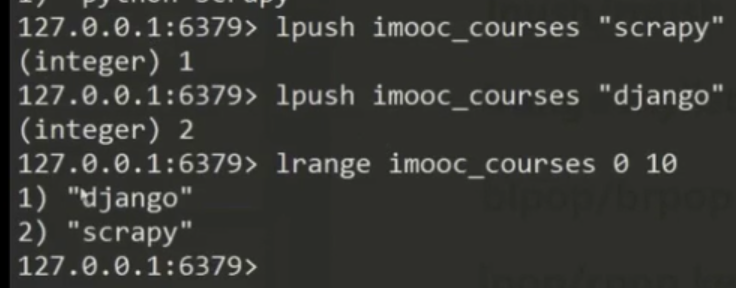 1) "python scrapy"
127.0.0.1:6379> lpush imooc_courses "scrapy"
(integer) 1
127.0.0.1:6379> lpush imooc_courses "django"
(integer) 2
127.0.0.1:6379> lrange imooc_courses 0 10
1) "django"
2) "scrapy"
127.0.0.1:6379>
blpop/brpop